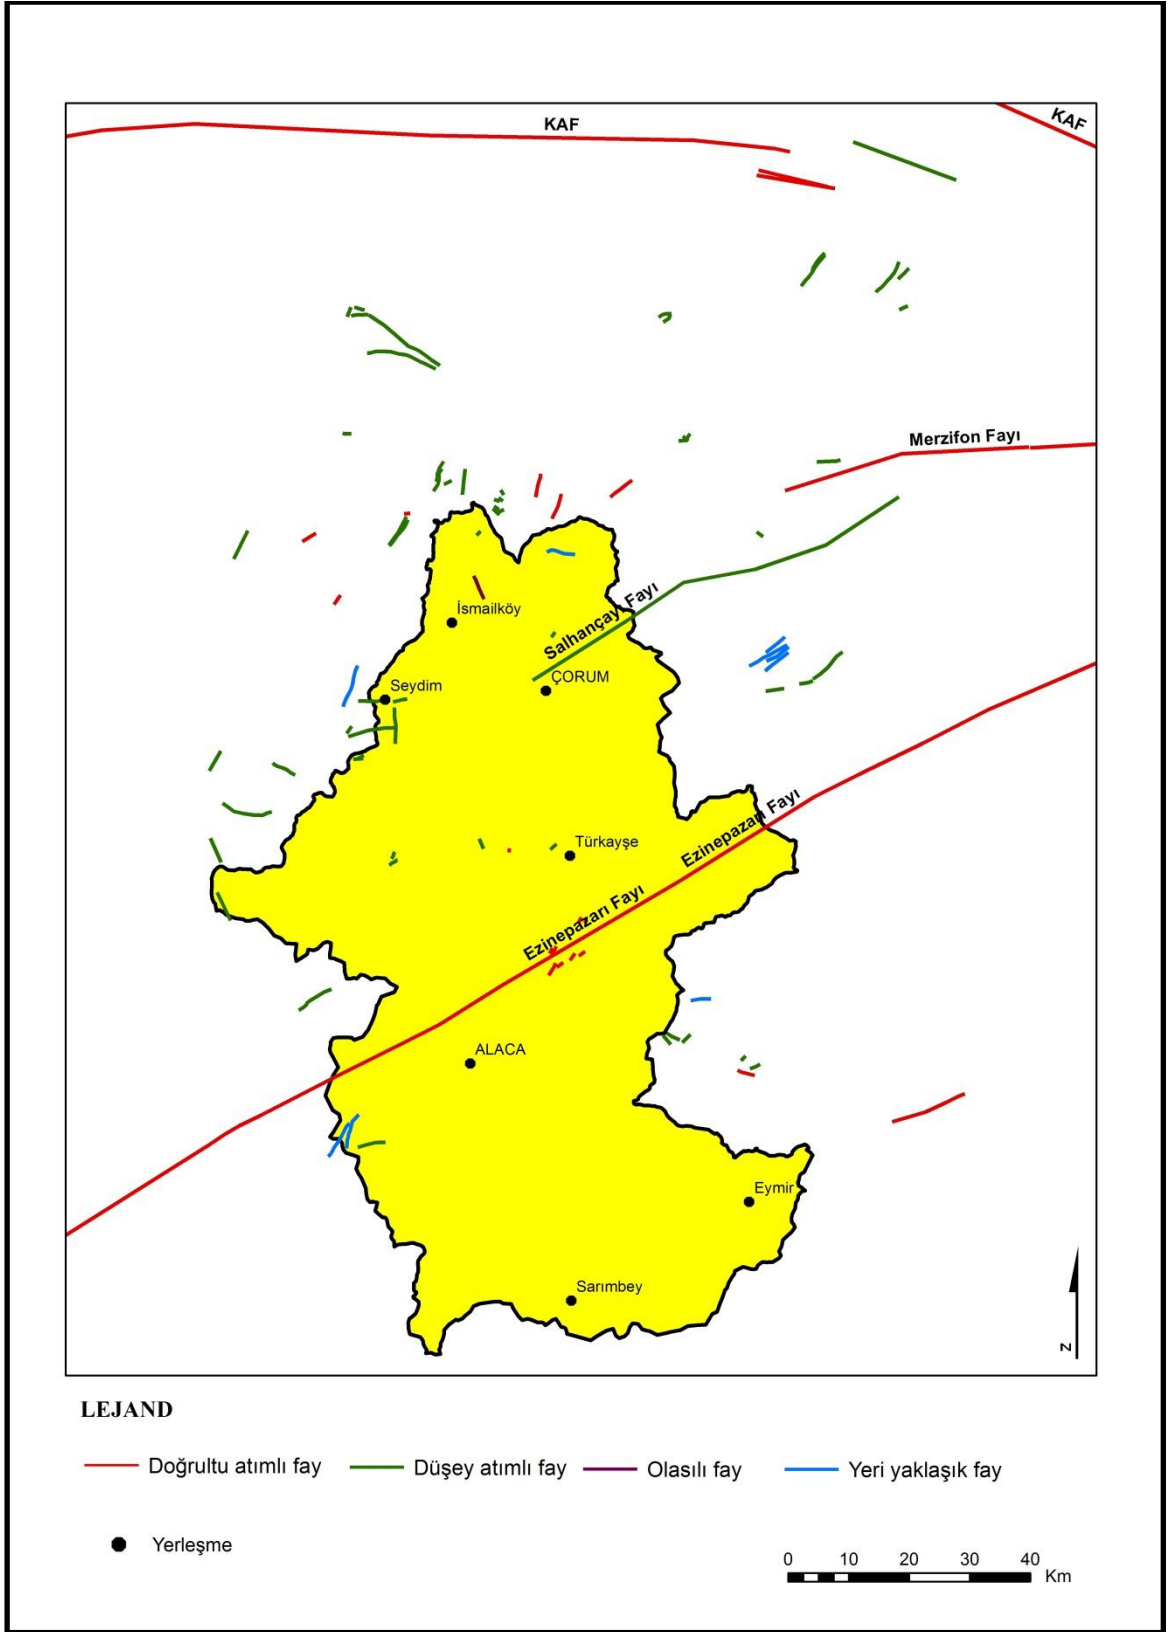 KAF
KAF
Merzifon Fayı
İsmailköy
Salhançayı Fayı
ÇORUM
Seydim
Türkayşe
Ezinepazarı Fayı
Ezinepazarı Fayı
ALACA
Eymir
Sarımbey
N
LEJAND
Doğrultu atımlı fay Düşey atımlı fay Olasılı fay Yeri yaklaşık fay
Yerleşme
0 10 20 30 40
Km